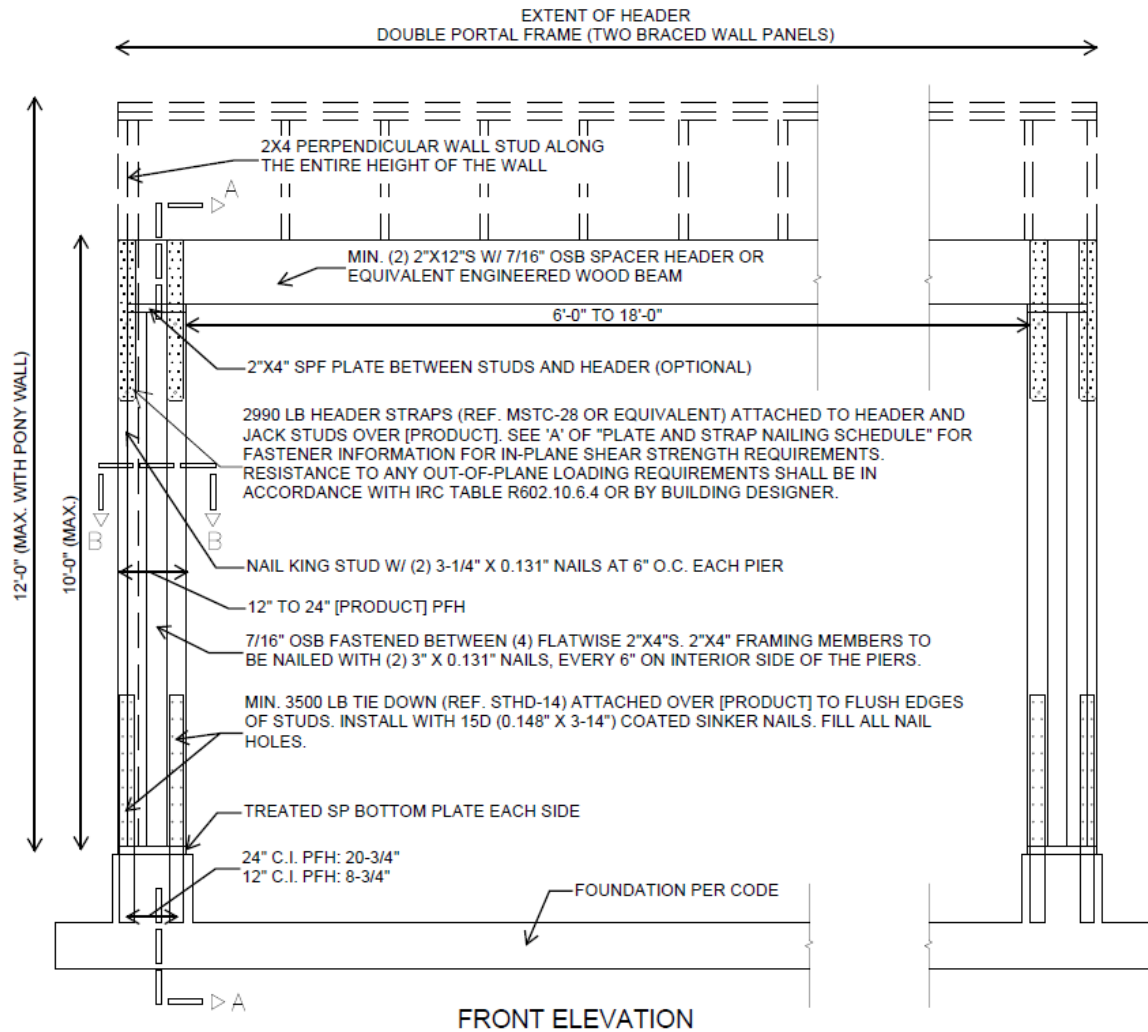 EXTENT OF HEADER
DOUBLE PORTAL FRAME (TWO BRACED WALL PANELS)
2X4 PERPENDICULAR WALL STUD ALONG
THE ENTIRE HEIGHT OF THE WALL
A
MIN. (2) 2"X12"S W/ 7/16" OSB SPACER HEADER OR
EQUIVALENT ENGINEERED WOOD BEAM
6'-0" TO 18'-0"
2"X4" SPF PLATE BETWEEN STUDS AND HEADER (OPTIONAL)
2990 LB HEADER STRAPS (REF. MSTC-28 OR EQUIVALENT) ATTACHED TO HEADER AND
JACK STUDS OVER [PRODUCT]. SEE 'A' OF "PLATE AND STRAP NAILING SCHEDULE" FOR
FASTENER INFORMATION FOR IN-PLANE SHEAR STRENGTH REQUIREMENTS.
RESISTANCE TO ANY OUT-OF-PLANE LOADING REQUIREMENTS SHALL BE IN
ACCORDANCE WITH IRC TABLE R602.10.6.4 OR BY BUILDING DESIGNER.
12'-0" (MAX. WITH PONY WALL)
10'-0" (MAX.)
B
B
NAIL KING STUD W/ (2) 3-1/4" X 0.131" NAILS AT 6" O.C. EACH PIER
12" TO 24" [PRODUCT] PFH
7/16" OSB FASTENED BETWEEN (4) FLATWISE 2"X4"S. 2"X4" FRAMING MEMBERS TO
BE NAILED WITH (2) 3" X 0.131" NAILS, EVERY 6" ON INTERIOR SIDE OF THE PIERS.
MIN. 3500 LB TIE DOWN (REF. STHD-14) ATTACHED OVER [PRODUCT] TO FLUSH EDGES
OF STUDS. INSTALL WITH 15D (0.148" X 3-14") COATED SINKER NAILS. FILL ALL NAIL
HOLES.
TREATED SP BOTTOM PLATE EACH SIDE
24" C.I. PFH: 20-3/4"
12" C.I. PFH: 8-3/4"
FOUNDATION PER CODE
A
FRONT ELEVATION